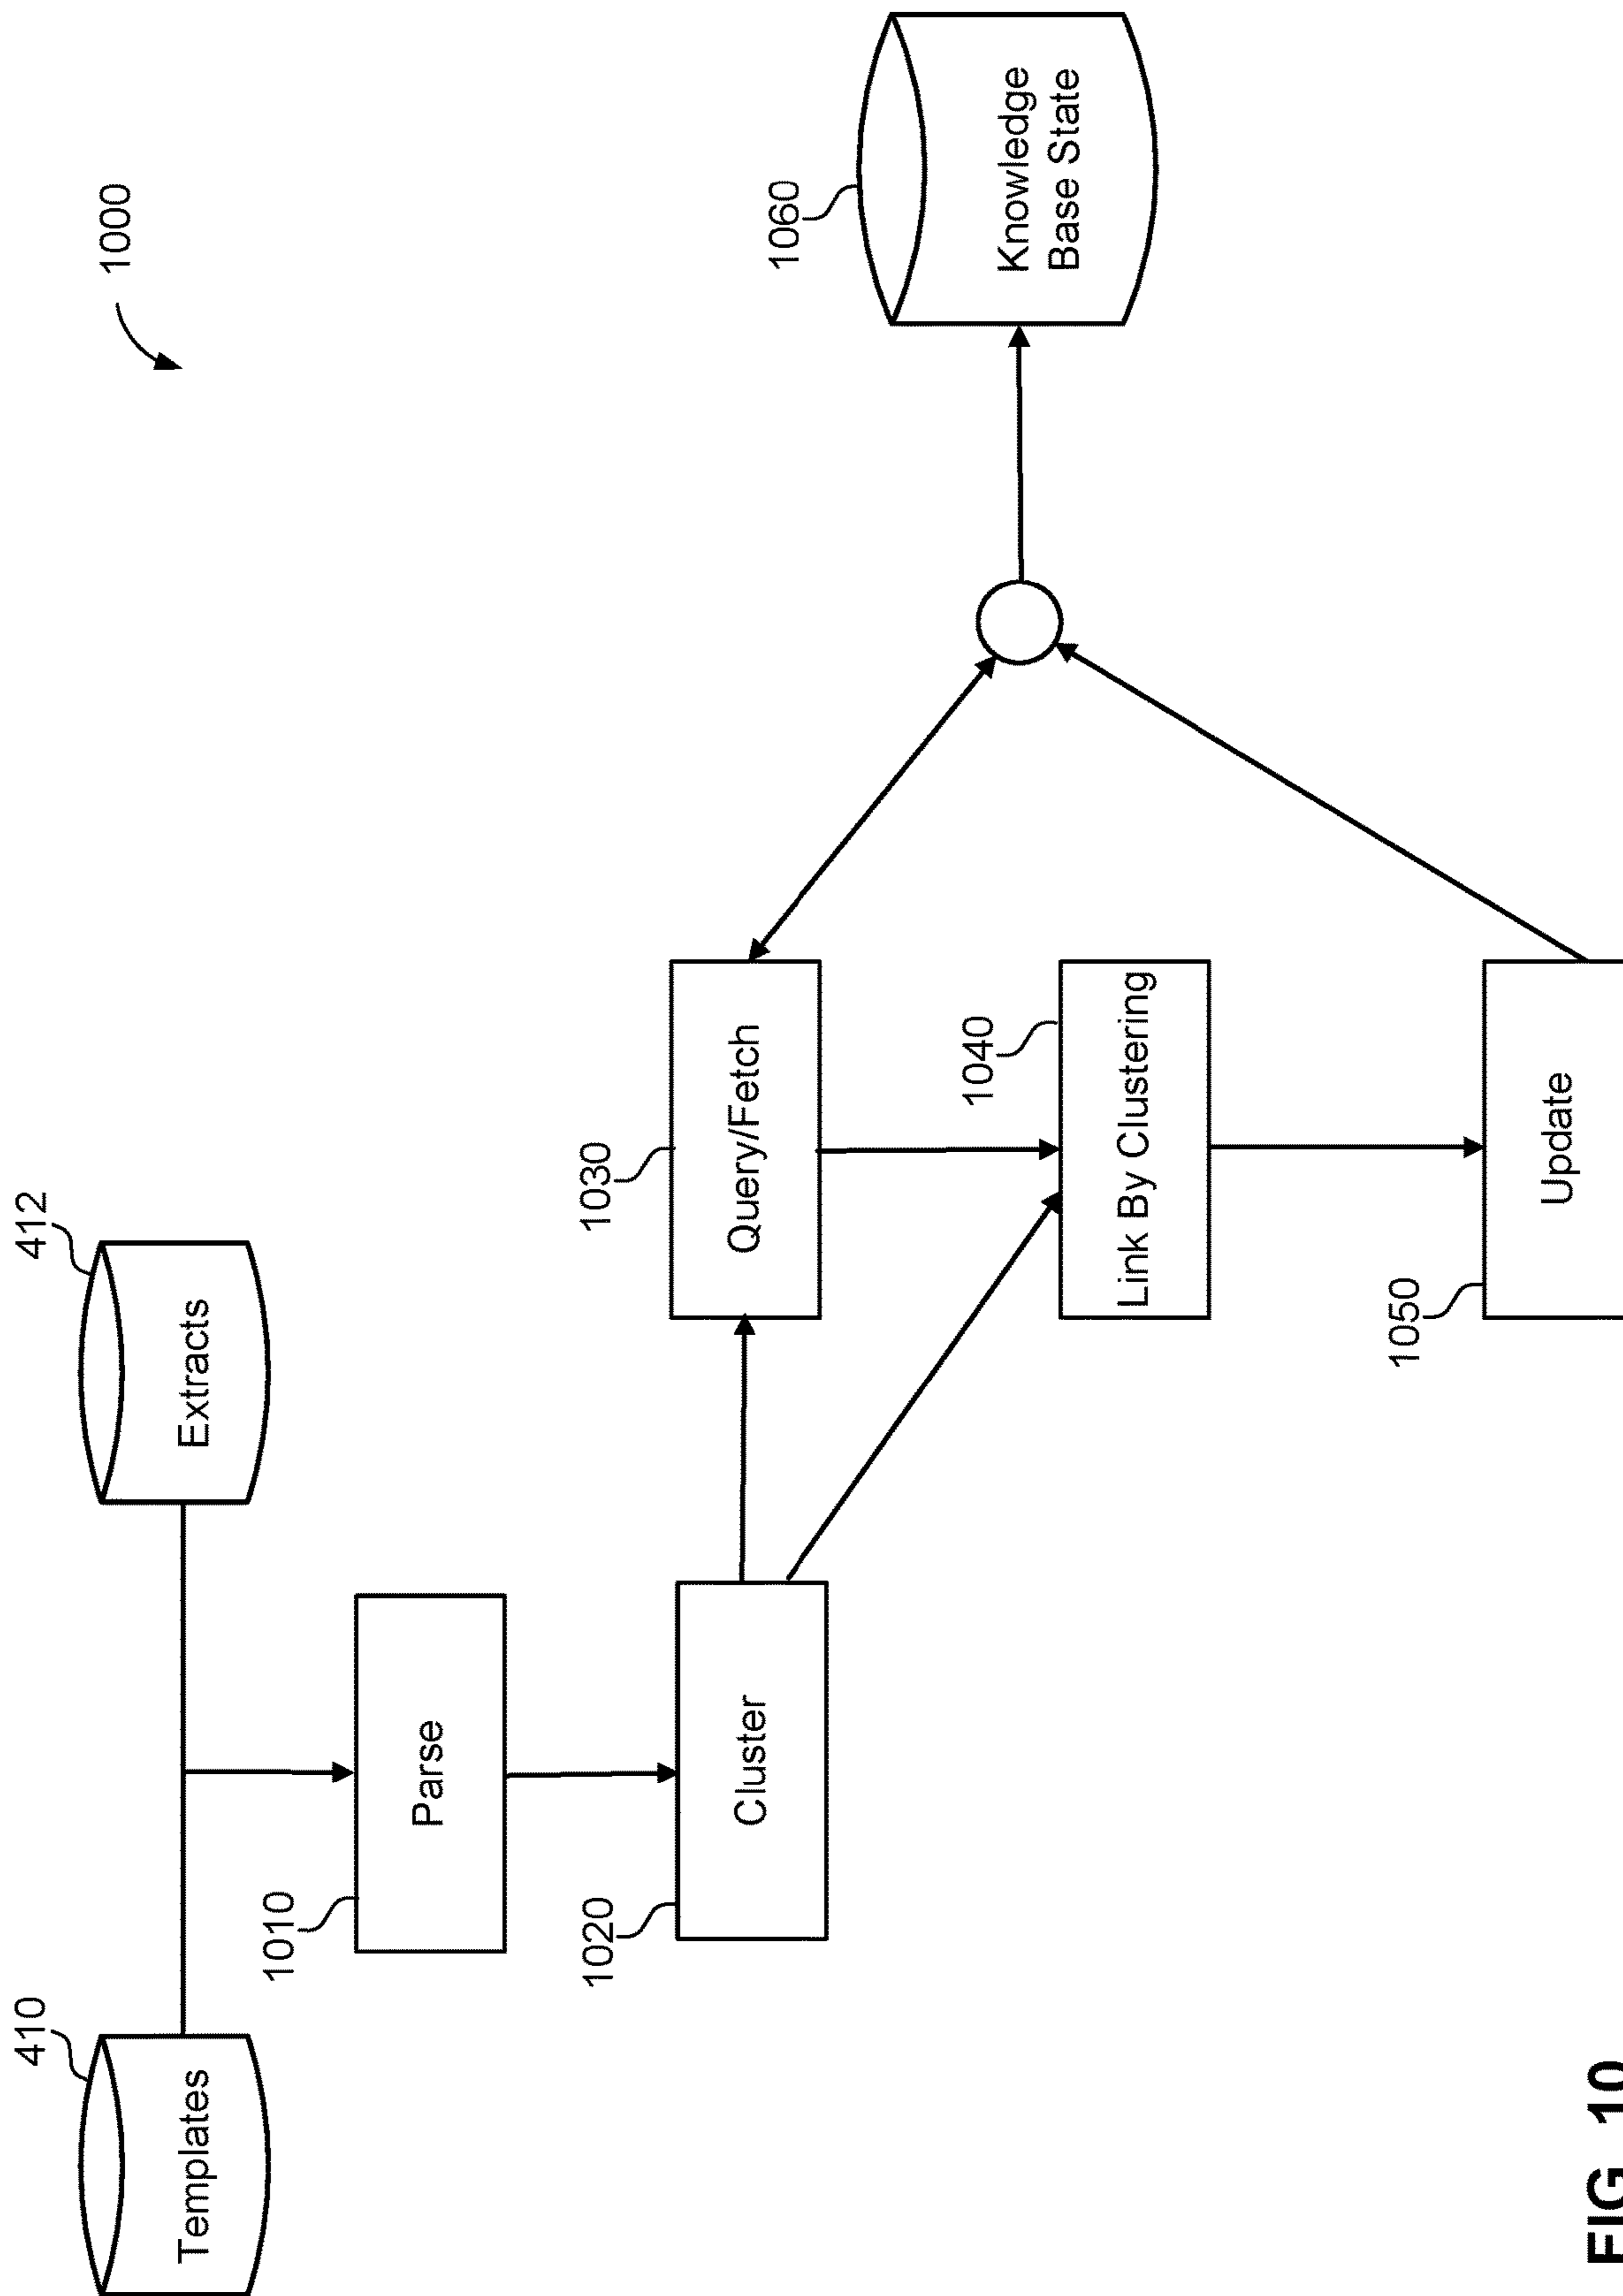 1000
410
412
Templates
Extracts
1010
Parse
1020
Cluster
1030
Query/Fetch
1040
Link By Clustering
1050
Update
1060
Knowledge
Base State
FIG. 10